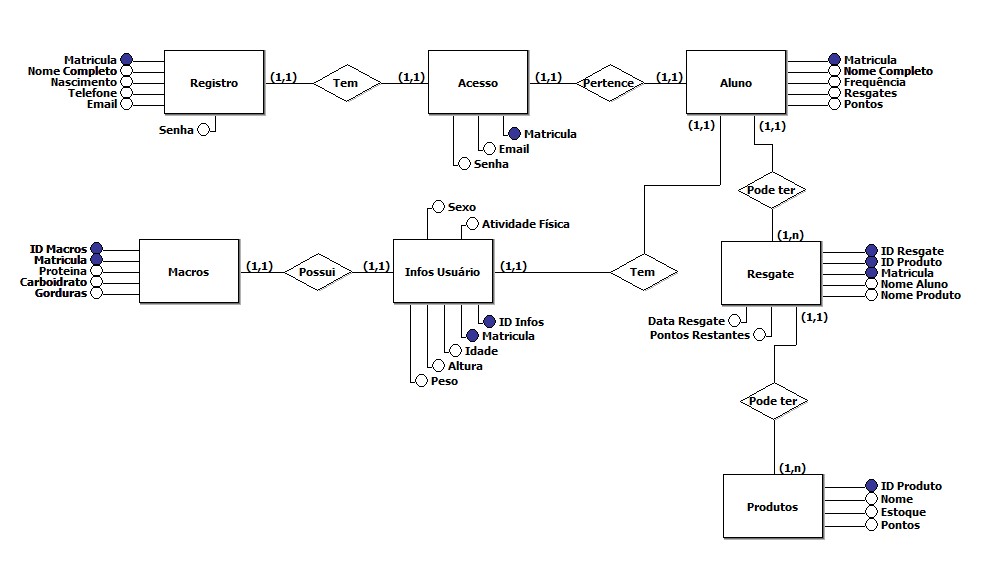 Matricula
Nome Completo
Nascimento
Telefone
Email
Senha
Registro
(1,1)
Tem
(1,1)
Acesso
Matricula
Email
Senha
(1,1)
Pertence
(1,1)
Aluno
Matricula
Nome Completo
Frequência
Resgates
Pontos
(1,1)
(1,1)
Pode ter
(1,n)
ID Macros
Matricula
Proteina
Carboidrato
Gorduras
Macros
(1,1)
Possui
(1,1)
Sexo
Atividade Física
Infos Usuário
ID Infos
Matricula
Idade
Altura
Peso
(1,1)
Tem
Resgate
ID Resgate
ID Produto
Matricula
Nome Aluno
Nome Produto
Data Resgate
Pontos Restantes
(1,1)
Pode ter
(1,n)
Produtos
ID Produto
Nome
Estoque
Pontos